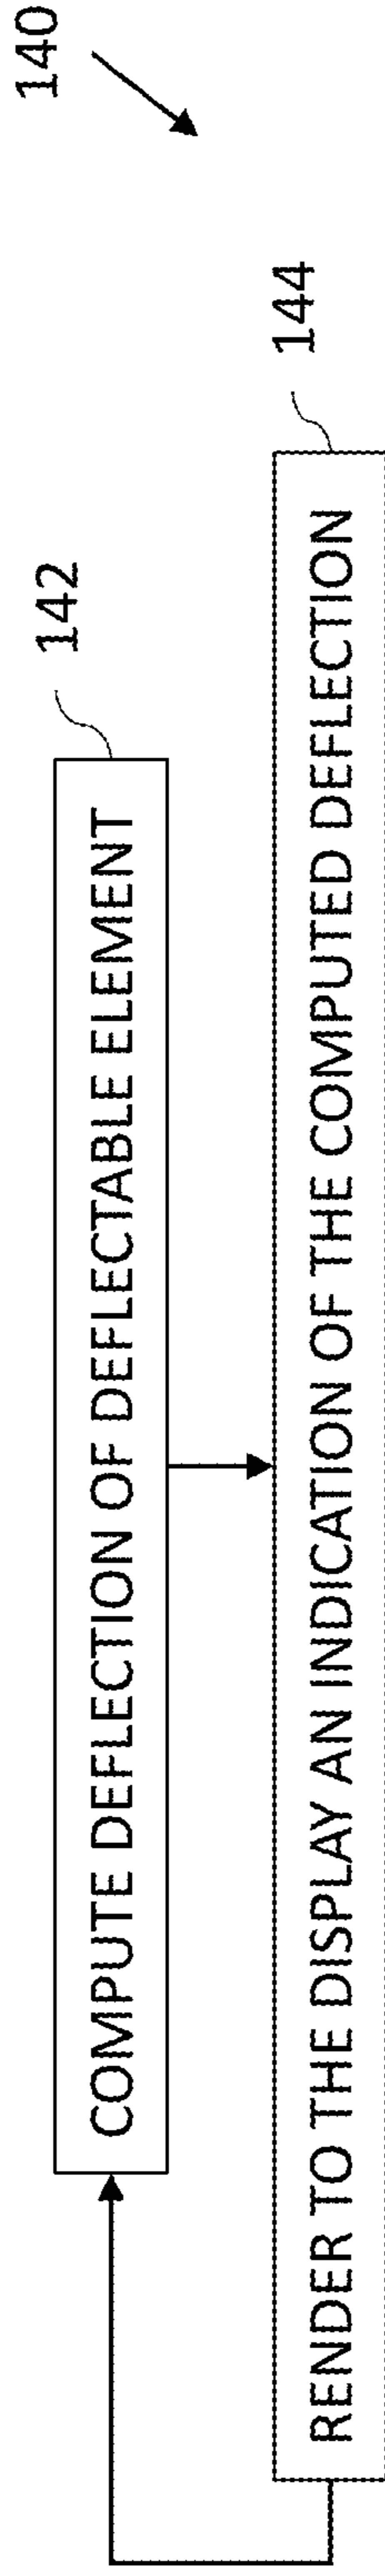 140
142
COMPUTE DEFLECTION OF DEFLECTABLE ELEMENT
144
RENDER TO THE DISPLAY AN INDICATION OF THE COMPUTED DEFLECTION